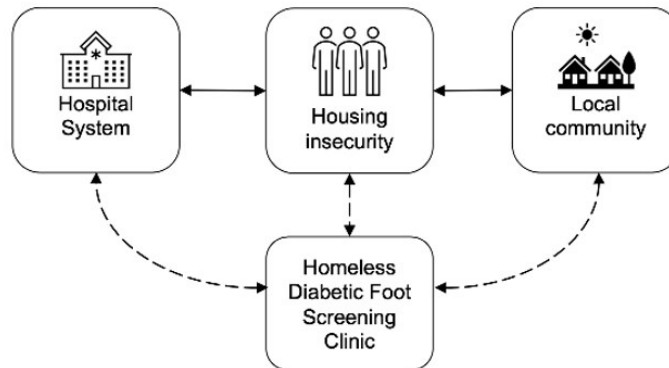 Hospital
System
Housing
insecurity
Local
community
Homeless
Diabetic Foot
Screening
Clinic